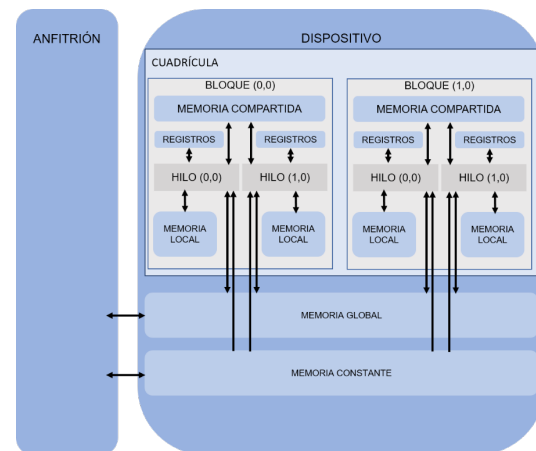 ANFITRIÓN
DISPOSITIVO
CUADRÍCULA
BLOQUE (0,0)
MEMORIA COMPARTIDA
REGISTROS
REGISTROS
HILO (0,0)
HILO (1,0)
MEMORIA
LOCAL
MEMORIA
LOCAL
BLOQUE (1,0)
MEMORIA COMPARTIDA
REGISTROS
REGISTROS
HILO (0,0)
HILO (1,0)
MEMORIA
LOCAL
MEMORIA
LOCAL
MEMORIA GLOBAL
MEMORIA CONSTANTE